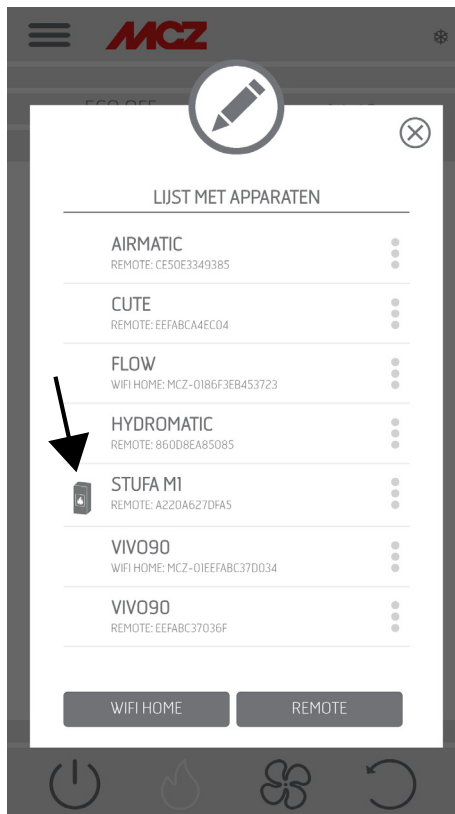 MCZ
LIJST MET APPARATEN
AIRMATIC
REMOTE: CE50E3349385
CUTE
REMOTE: EEFABCA4EC04
FLOW
WIFI HOME: MCZ-0186F3EB453723
HYDROMATIC
REMOTE: 860D8EA85085
STUFA M1
REMOTE: A220A627DFA5
VIVO90
WIFI HOME: MCZ-01EEFABC37D034
VIVO90
REMOTE: EEFABC37036F
WIFI HOME
REMOTE